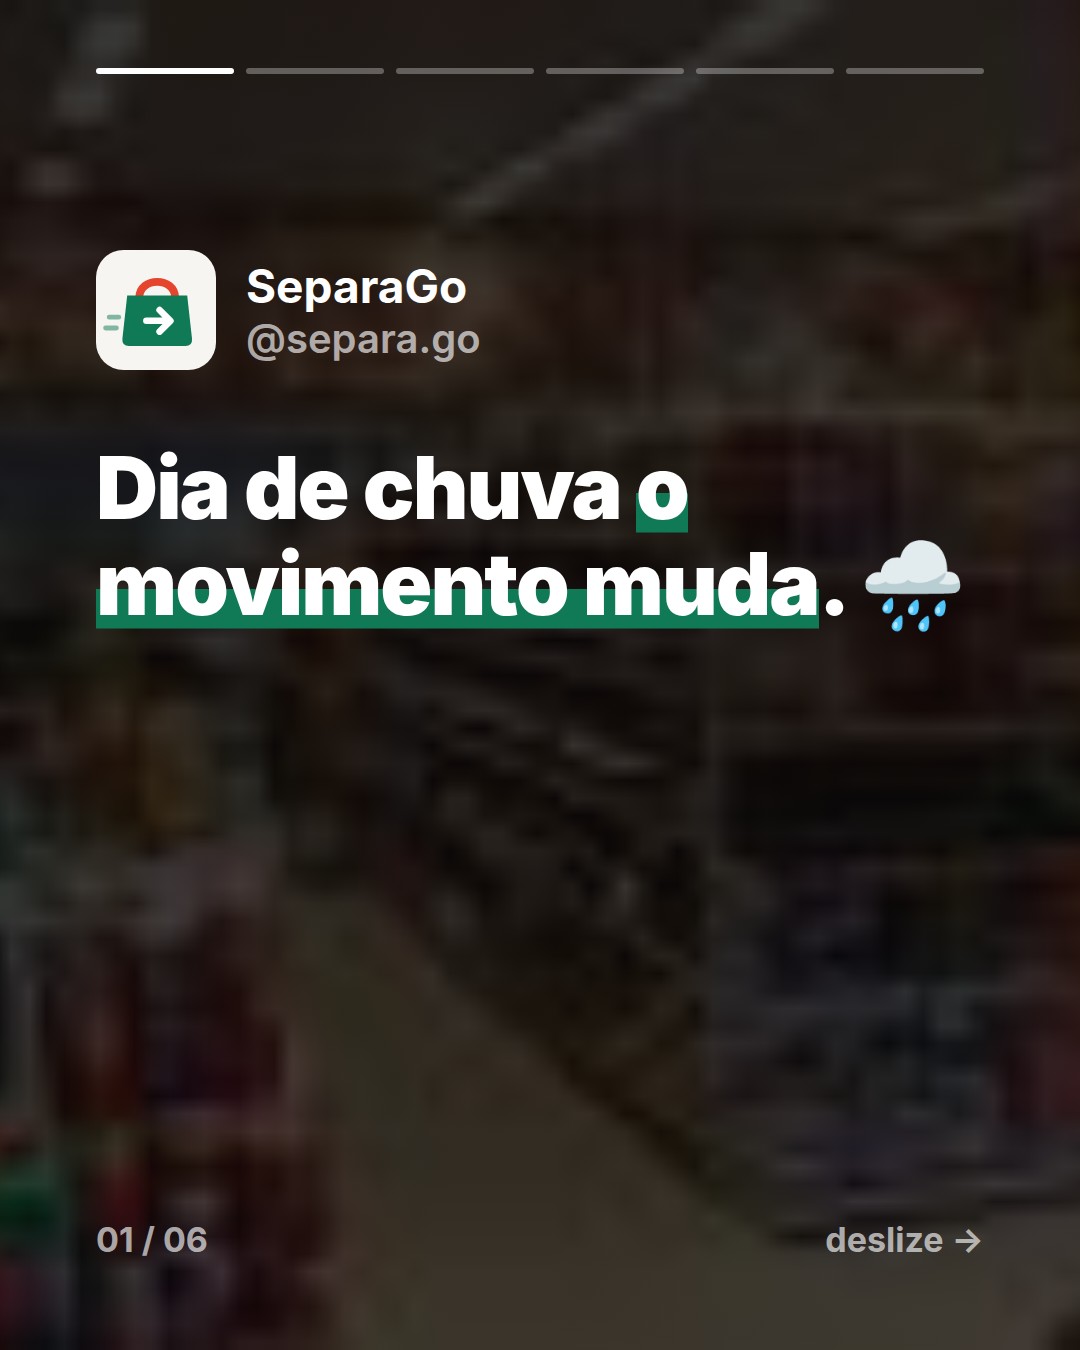 SeparaGo
@separa.go
Dia de chuva o
movimento muda. 🌧️
01 / 06
deslize →